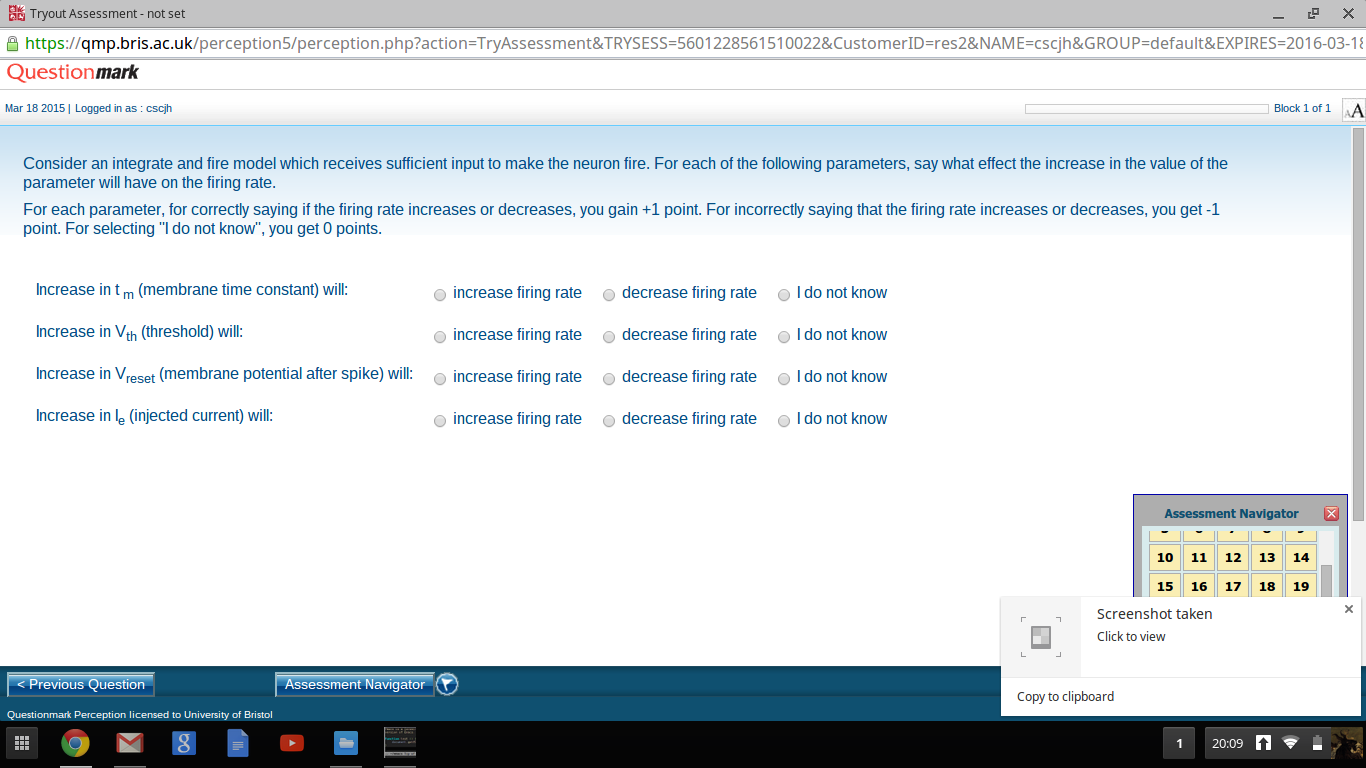 Tryout Assessment - not set
https://qmp.bris.ac.uk/perception5/perception.php?action=TryAssessment&TRYSESS=5601228561510022&CustomerID=res2&NAME=cscjh&GROUP=default&EXPIRES=2016-03-18
Questionmark
Mar 18 2015 | Logged in as : cscjh
Block 1 of 1
AA
Consider an integrate and fire model which receives sufficient input to make the neuron fire. For each of the following parameters, say what effect the increase in the value of the
parameter will have on the firing rate.
For each parameter, for correctly saying if the firing rate increases or decreases, you gain +1 point. For incorrectly saying that the firing rate increases or decreases, you get -1
point. For selecting "I do not know", you get 0 points.
Increase in t m (membrane time constant) will: increase firing rate decrease firing rate I do not know
Increase in Vth (threshold) will: increase firing rate decrease firing rate I do not know
Increase in Vreset (membrane potential after spike) will: increase firing rate decrease firing rate I do not know
Increase in Ie (injected current) will: increase firing rate decrease firing rate I do not know
Assessment Navigator
10 11 12 13 14
15 16 17 18 19
Screenshot taken
Click to view
Copy to clipboard
< Previous Question
Assessment Navigator
Questionmark Perception licensed to University of Bristol
8
1
20:09